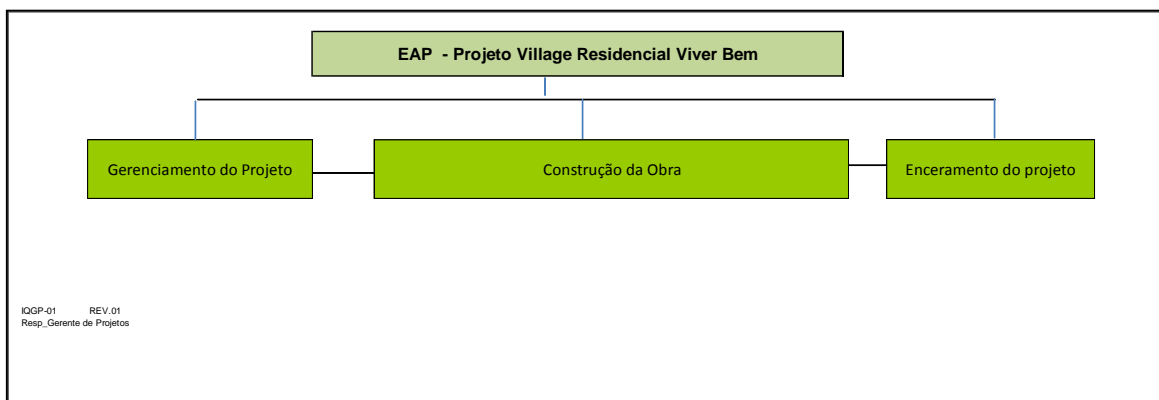 EAP - Projeto Village Residencial Viver Bem
Gerenciamento do Projeto
Construção da Obra
Enceramento do projeto
IQGP-01 REV.01
Resp_Gerente de Projetos